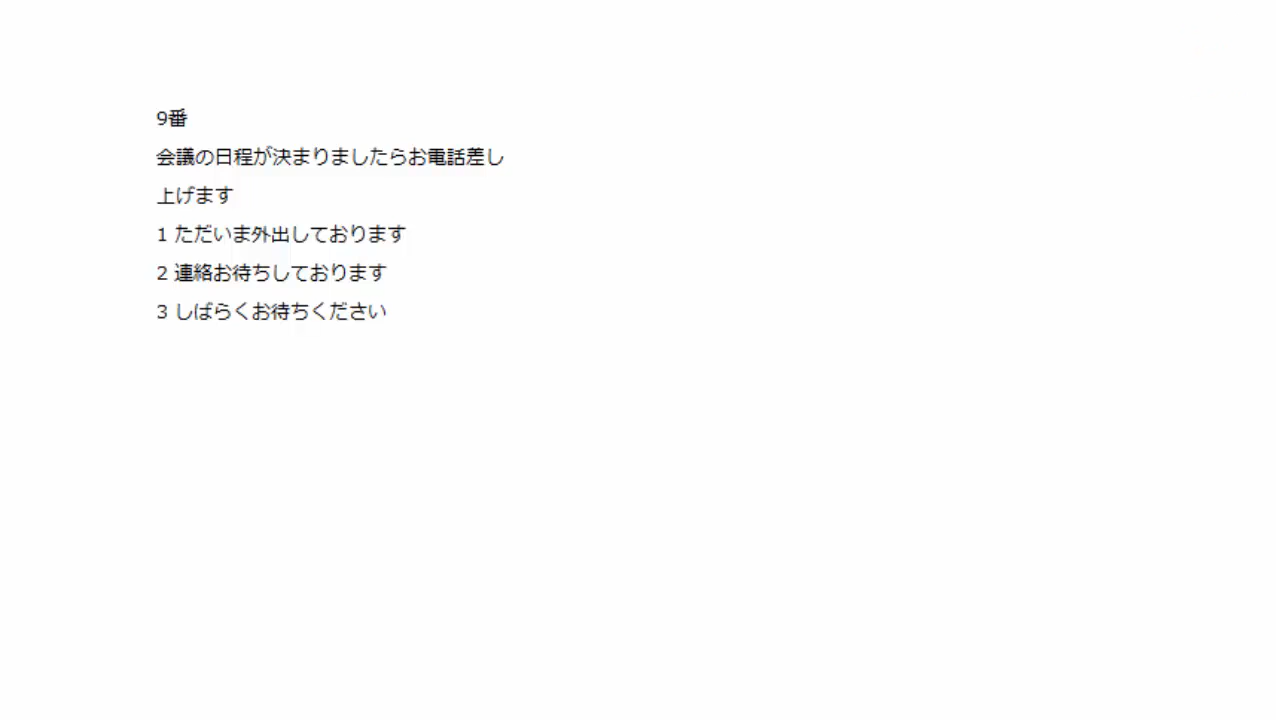 9番
会議の日程が決まりましたらお電話差し
上げます
1 ただいま外出しております
2 連絡お待ちしております
3 しばらくお待ちください